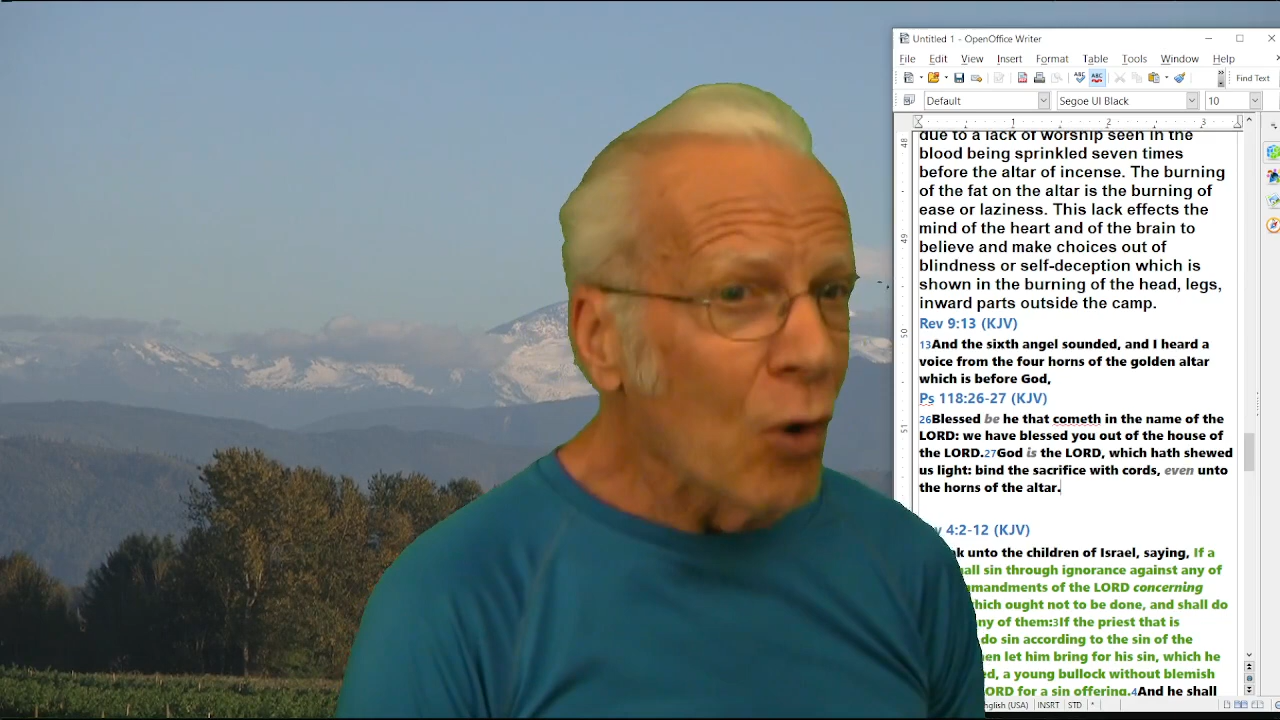 Untitled 1 - OpenOffice Writer
File Edit View Insert Format Table Tools Window Help
Find Text
Default Segoe UI Black 10
1 2 3
due to a lack of worship seen in the
blood being sprinkled seven times
before the altar of incense. The burning
of the fat on the altar is the burning of
ease or laziness. This lack effects the
mind of the heart and of the brain to
believe and make choices out of
blindness or self-deception which is
shown in the burning of the head, legs,
inward parts outside the camp.
Rev 9:13 (KJV)
13And the sixth angel sounded, and I heard a
voice from the four horns of the golden altar
which is before God,
Ps 118:26-27 (KJV)
26Blessed be he that cometh in the name of the
LORD: we have blessed you out of the house of
the LORD.27God is the LORD, which hath shewed
us light: bind the sacrifice with cords, even unto
the horns of the altar.
4:2-12 (KJV)
unto the children of Israel, saying, If a
sin through ignorance against any of
of the LORD concerning
ought not to be done, and shall do
of them:3If the priest that is
do sin according to the sin of the
let him bring for his sin, which he
a young bullock without blemish
for a sin offering.4And he shall
(USA) INSRT STD *
48
49
50
51